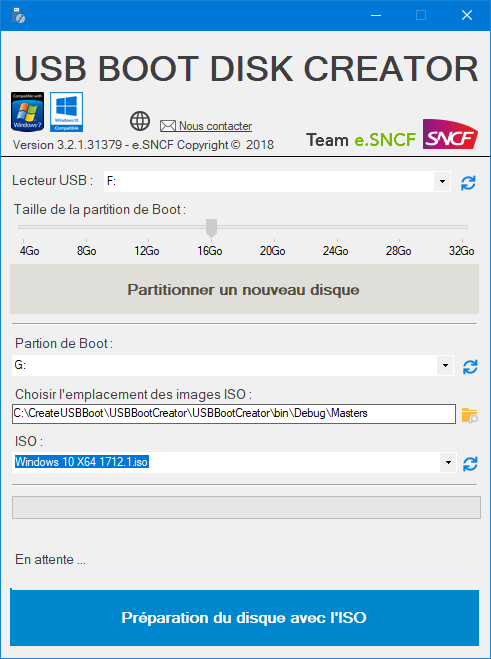 USB BOOT DISK CREATOR
Compatible with
Windows 7
Windows10
Compatible
Nous contacter
Version 3.2.1.31379 - e.SNCF Copyright © 2018
Team e.SNCF
SNCF
Lecteur USB :
F:
Taille de la partition de Boot :
4Go 8Go 12Go 16Go 20Go 24Go 28Go 32Go
Partitionner un nouveau disque
Partion de Boot :
G:
Choisir l'emplacement des images ISO :
C:\CreateUSBBoot\USBBootCreator\USBBootCreator\bin\Debug\Masters
ISO :
Windows 10 X64 1712.1.iso
En attente ...
Préparation du disque avec l'ISO